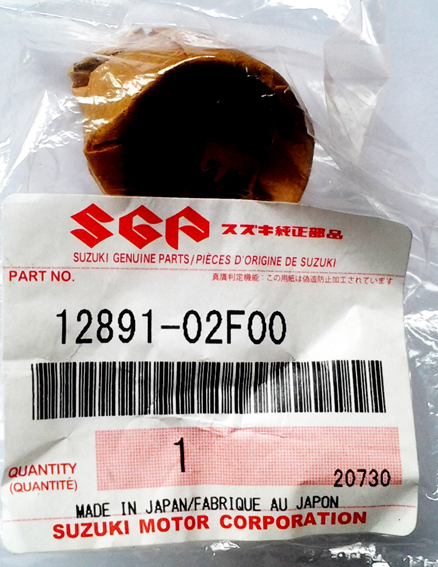 SGP スズキ純正部品
SUZUKI GENUINE PARTS/PIÈCES D'ORIGINE DE SUZUKI
PART NO. 真贋判定機能:この用紙は偽造防止加工されています
12891-02F00
QUANTITY 1
(QUANTITÉ) 20730
MADE IN JAPAN/FABRIQUE AU JAPON
SUZUKI MOTOR CORPORATION